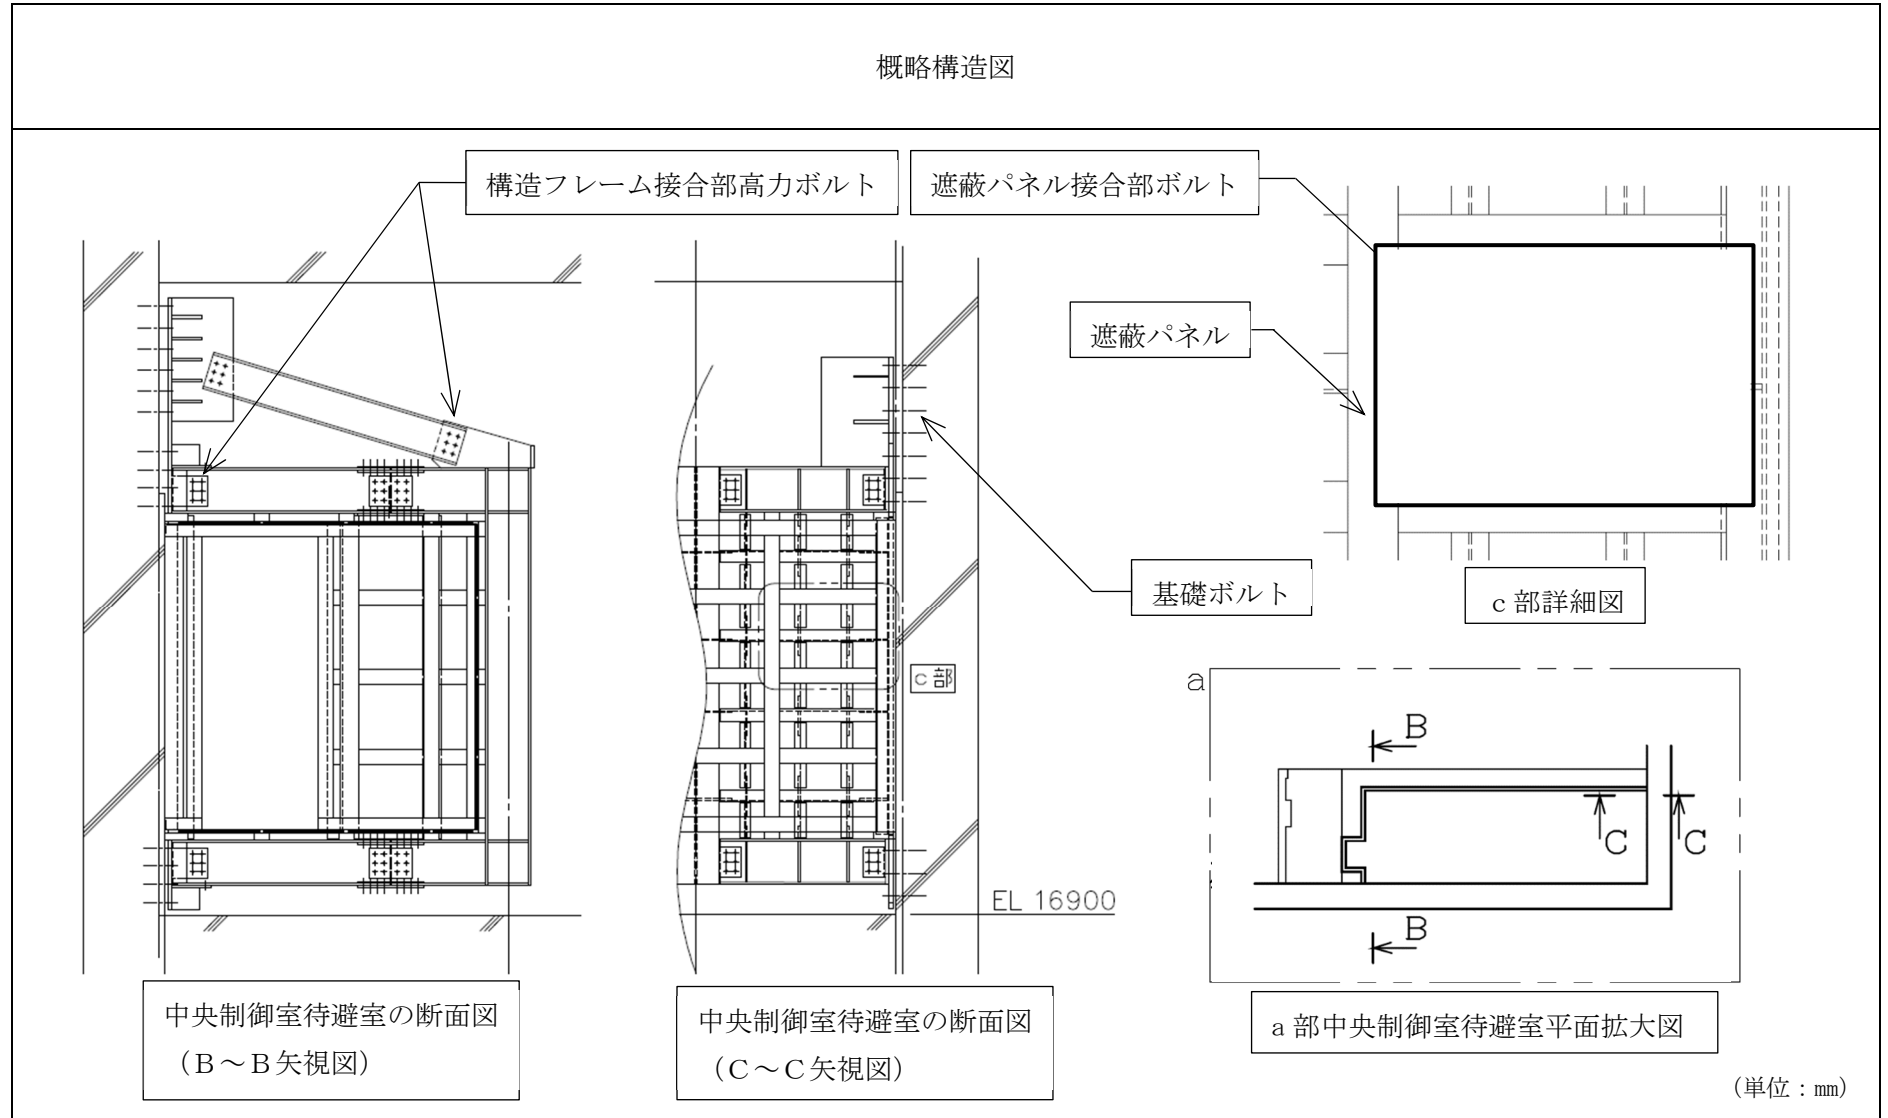 概略構造図
構造フレーム接合部高力ボルト
遮蔽パネル接合部ボルト
遮蔽パネル
基礎ボルト
c部詳細図
c部
a
B
C
C
B
EL 16900
中央制御室待避室の断面図
(B~B矢視図)
中央制御室待避室の断面図
(C~C矢視図)
a部中央制御室待避室平面拡大図
(単位:㎜)